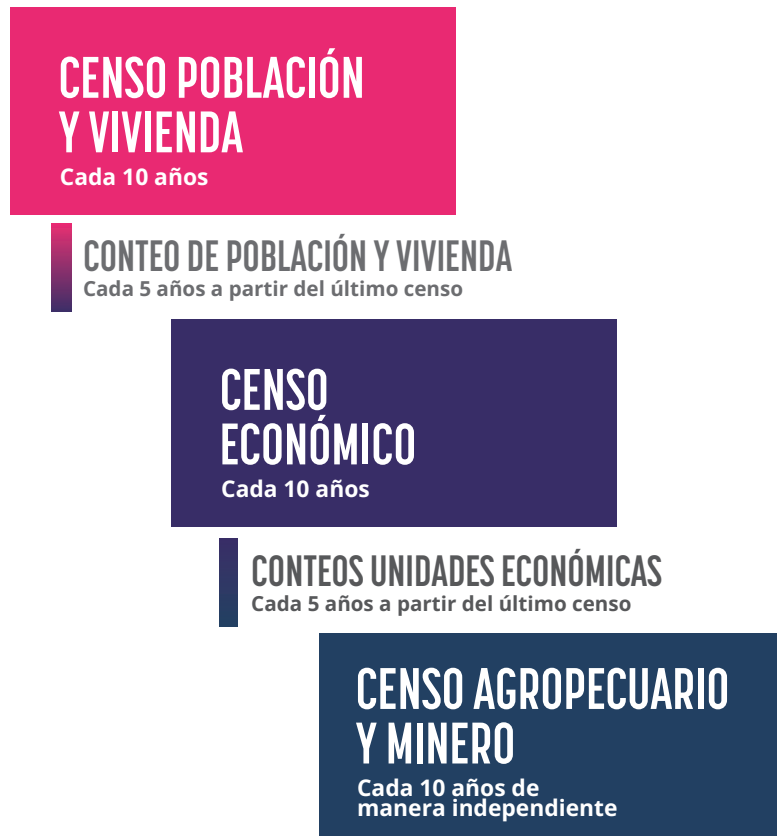 CENSO POBLACIÓN
Y VIVIENDA
Cada 10 años
CONTEO DE POBLACIÓN Y VIVIENDA
Cada 5 años a partir del último censo
CENSO
ECONÓMICO
Cada 10 años
CONTEOS UNIDADES ECONÓMICAS
Cada 5 años a partir del último censo
CENSO AGROPECUARIO
Y MINERO
Cada 10 años de
manera independiente